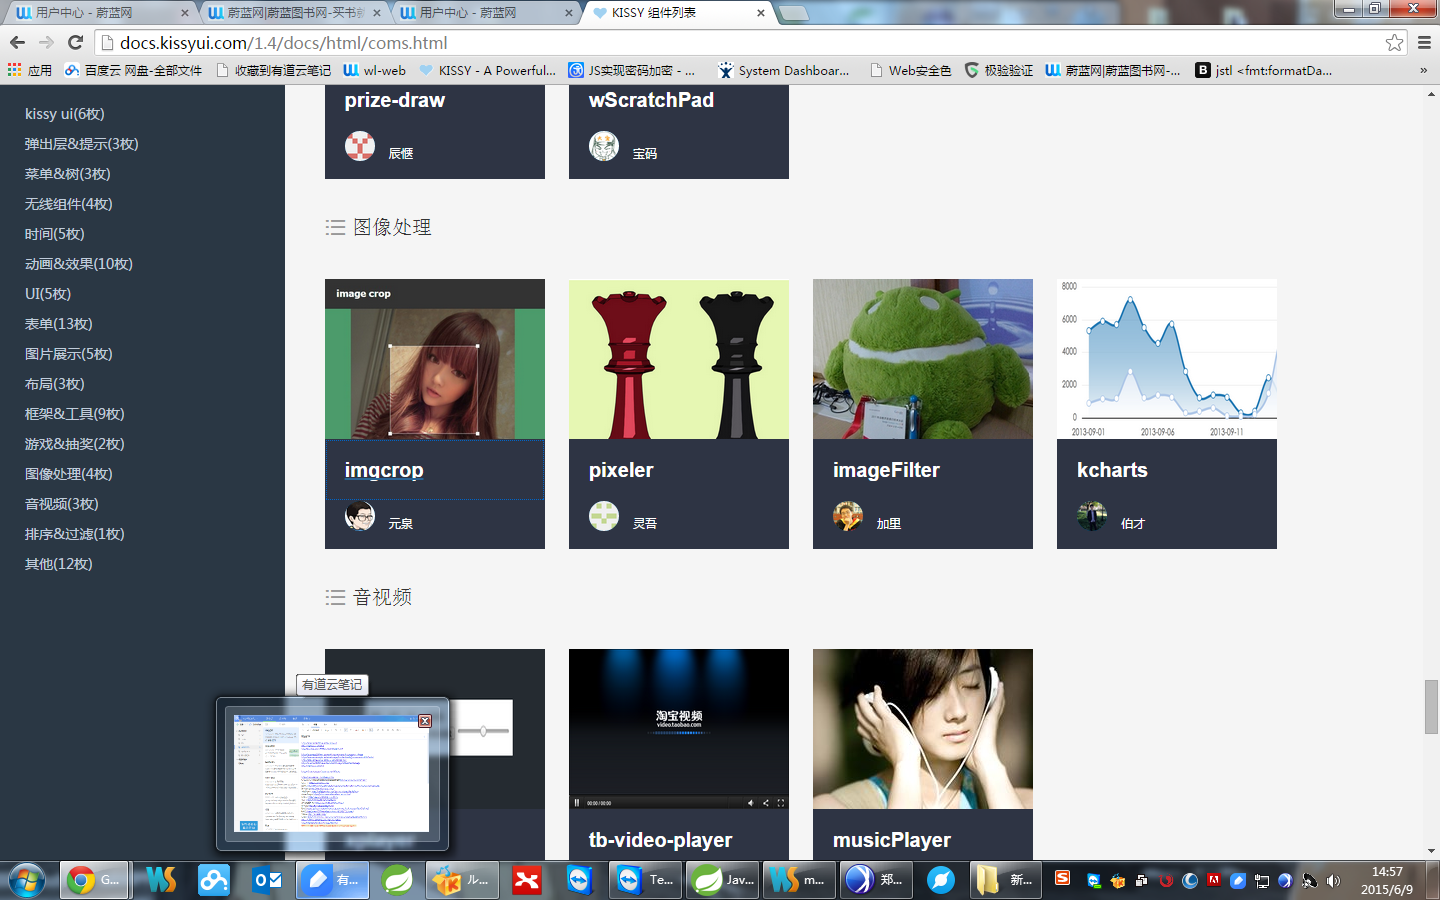 用户中心 - 蔚蓝网
蔚蓝网|蔚蓝图书网-买书就
用户中心 - 蔚蓝网
KISSY 组件列表
docs.kissyui.com/1.4/docs/html/coms.html
应用
百度云 网盘-全部文件
收藏到有道云笔记
wl-web
KISSY - A Powerful...
JS实现密码加密 - ...
System Dashboar...
Web安全色
极验验证
蔚蓝网|蔚蓝图书网-...
jstl <fmt:formatDa...
»
kissy ui(6枚)
弹出层&提示(3枚)
菜单&树(3枚)
无线组件(4枚)
时间(5枚)
动画&效果(10枚)
UI(5枚)
表单(13枚)
图片展示(5枚)
布局(3枚)
框架&工具(9枚)
游戏&抽奖(2枚)
图像处理(4枚)
音视频(3枚)
排序&过滤(1枚)
其他(12枚)
prize-draw
辰惬
wScratchPad
宝码
图像处理
image crop
imgcrop
元泉
pixeler
灵吾
imageFilter
加里
8000
6000
4000
2000
0
2013-09-01
2013-09-06
2013-09-11
kcharts
伯才
音视频
淘宝视频
video.taobao.com
00:00/00:00
tb-video-player
musicPlayer
有道云笔记
G...
有...
ル...
Te...
Jav...
m...
郑...
新...
14:57
2015/6/9